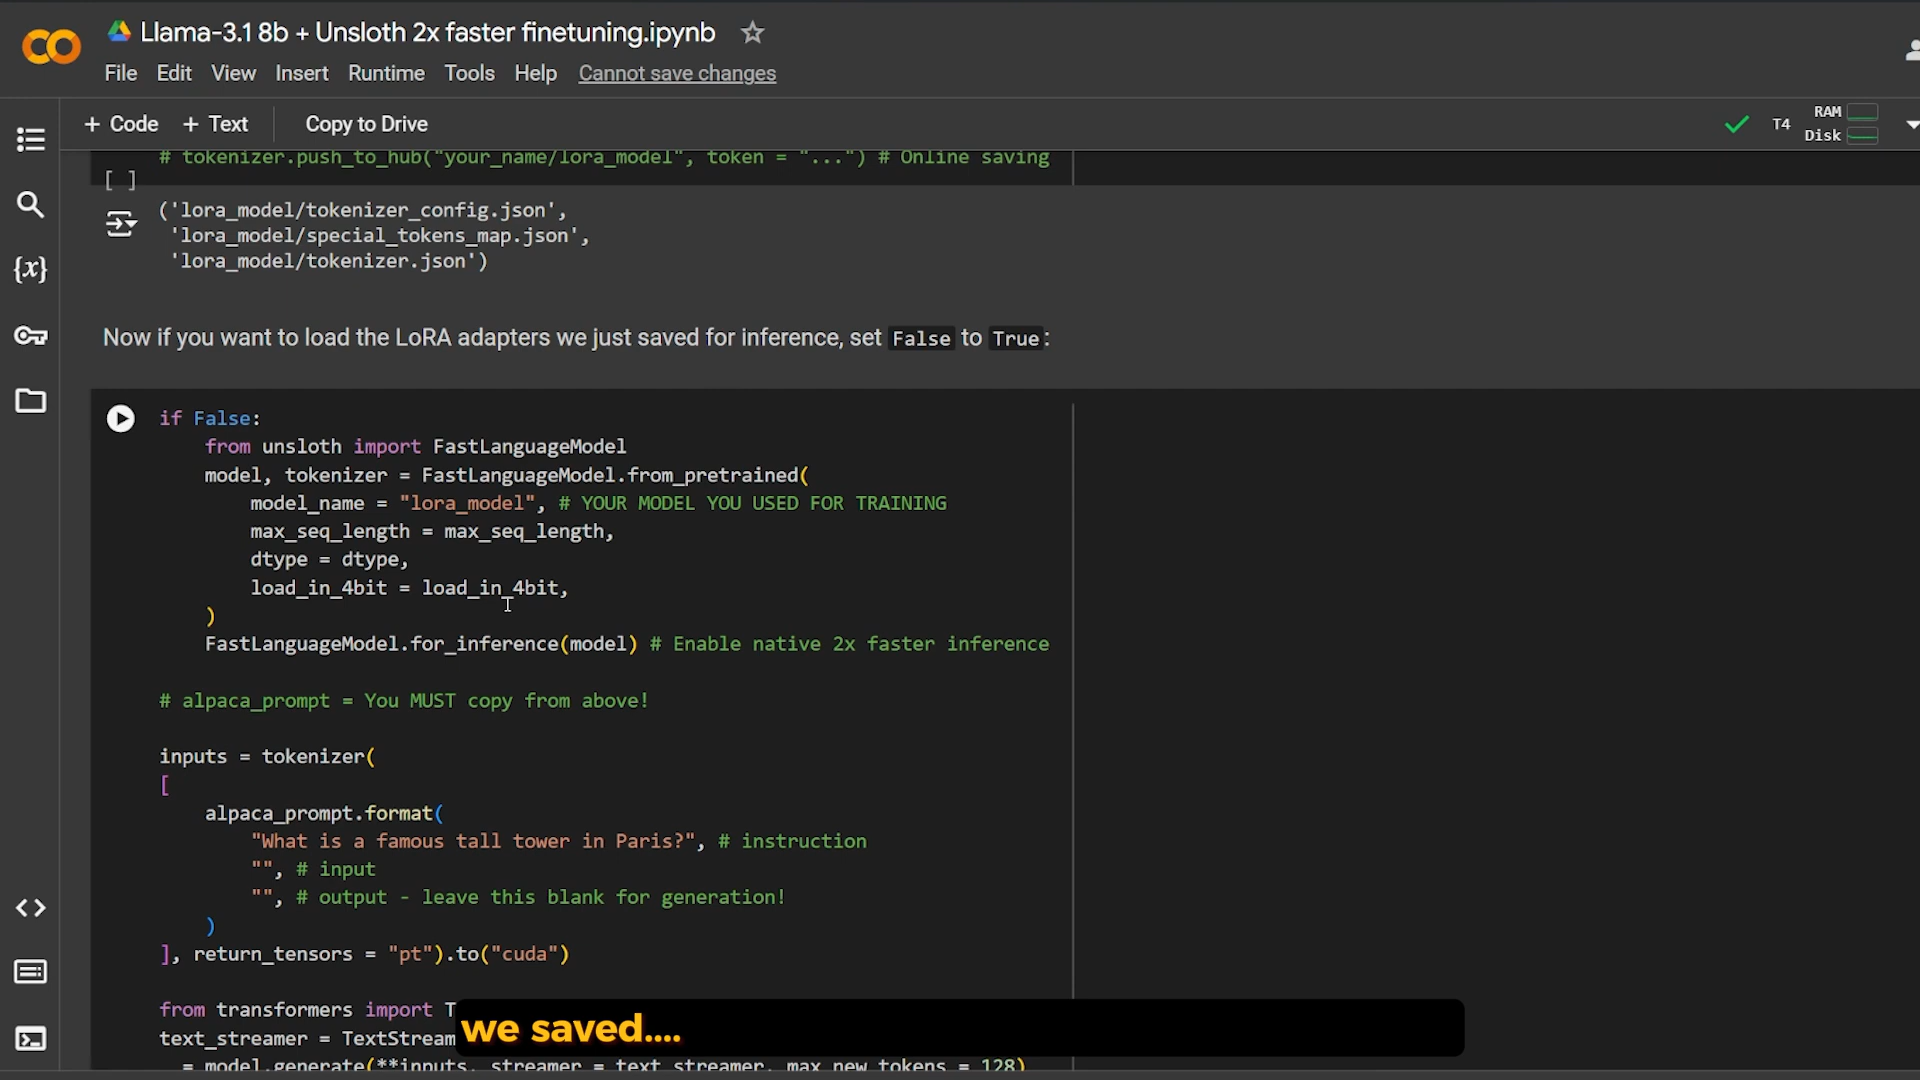 Llama-3.1 8b + Unsloth 2x faster finetuning.ipynb
File Edit View Insert Runtime Tools Help Cannot save changes
+ Code + Text Copy to Drive T4 RAM Disk
# tokenizer.push_to_hub("your_name/lora_model", token = "...") # Online saving
[ ]
('lora_model/tokenizer_config.json',
'lora_model/special_tokens_map.json',
'lora_model/tokenizer.json')
Now if you want to load the LoRA adapters we just saved for inference, set False to True:
if False:
from unsloth import FastLanguageModel
model, tokenizer = FastLanguageModel.from_pretrained(
model_name = "lora_model", # YOUR MODEL YOU USED FOR TRAINING
max_seq_length = max_seq_length,
dtype = dtype,
load_in_4bit = load_in_4bit,
)
FastLanguageModel.for_inference(model) # Enable native 2x faster inference
# alpaca_prompt = You MUST copy from above!
inputs = tokenizer(
[
alpaca_prompt.format(
"What is a famous tall tower in Paris?", # instruction
"", # input
"", # output - leave this blank for generation!
)
], return_tensors = "pt").to("cuda")
from transformers import T
text_streamer = TextStream
= model.generate(**inputs, streamer = text_streamer, max_new_tokens = 128)
we saved....